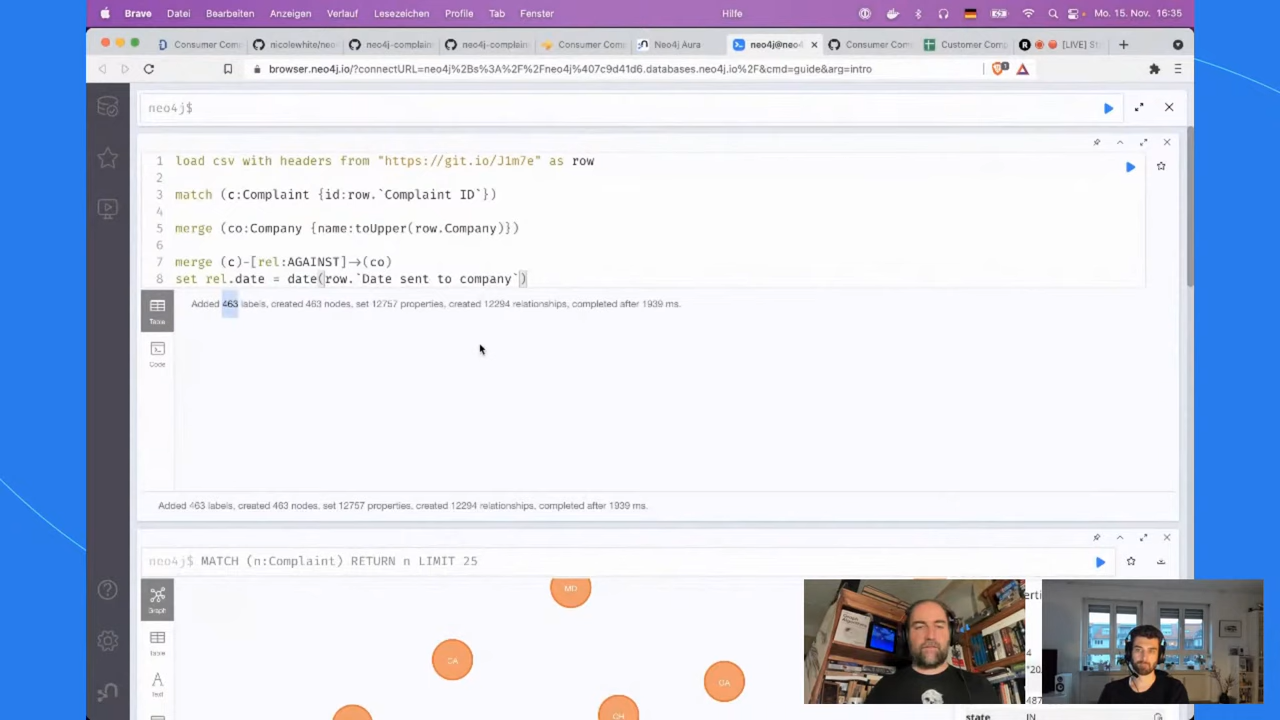 Brave Datei Bearbeiten Anzeigen Verlauf Lesezeichen Profile Tab Fenster Hilfe Mo. 15. Nov. 16:35
Consumer Com nicolewhite/neo neo4j-complain neo4j-complain Consumer Com Neo4j Aura neo4j@neo4 Consumer Com Customer Comp [LIVE] St
browser.neo4j.io/?connectURL=neo4j%2Bs%3A%2F%2Fneo4j%407c9d41d6.databases.neo4j.io%2F&cmd=guide&arg=intro
neo4j$
1 load csv with headers from "https://git.io/J1m7e" as row
2
3 match (c:Complaint {id:row.`Complaint ID`})
4
5 merge (co:Company {name:toUpper(row.Company)})
6
7 merge (c)-[rel:AGAINST]→(co)
8 set rel.date = date(row.`Date sent to company`)
Table
Added 463 labels, created 463 nodes, set 12757 properties, created 12294 relationships, completed after 1939 ms.
Code
Added 463 labels, created 463 nodes, set 12757 properties, created 12294 relationships, completed after 1939 ms.
neo4j$ MATCH (n:Complaint) RETURN n LIMIT 25
Graph
Table
Text
MD
CA
GA
OH
state IN